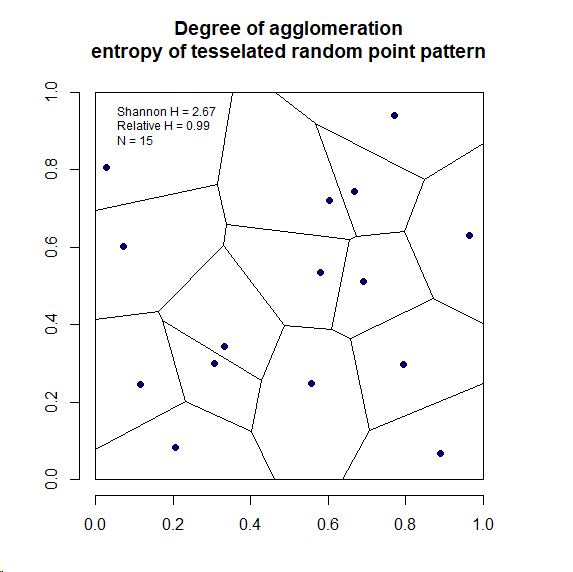 Degree of agglomeration
entropy of tesselated random point pattern
Shannon H = 2.67
Relative H = 0.99
N = 15
1.0
0.8
0.6
0.4
0.2
0.0
0.0 0.2 0.4 0.6 0.8 1.0